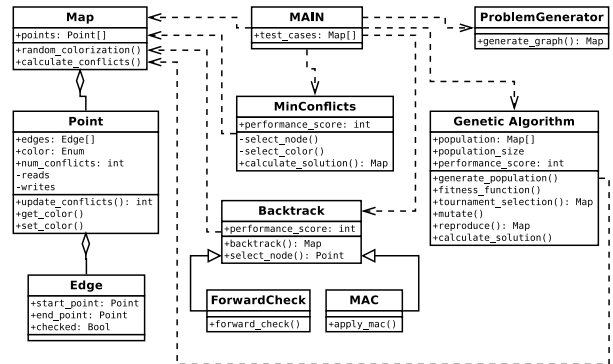 Map
+points: Point[]
+random_colorization()
+calculate_conflicts()
MAIN
+test_cases: Map[]
ProblemGenerator
+generate_graph(): Map
Point
+edges: Edge[]
+color: Enum
+num_conflicts: int
-reads
-writes
+update_conflicts(): int
+get_color()
+set_color()
MinConflicts
+performance_score: int
-select_node()
-select_color()
+calculate_solution(): Map
Genetic Algorithm
+population: Map[]
+population_size
+performance_score: int
+generate_population()
+fitness_function()
+tournament_selection(): Map
+mutate()
+reproduce(): Map
+calculate_solution()
Backtrack
+performance_score: int
+backtrack(): Map
+select_node(): Point
Edge
+start_point: Point
+end_point: Point
+checked: Bool
ForwardCheck
+forward_check()
MAC
+apply_mac()